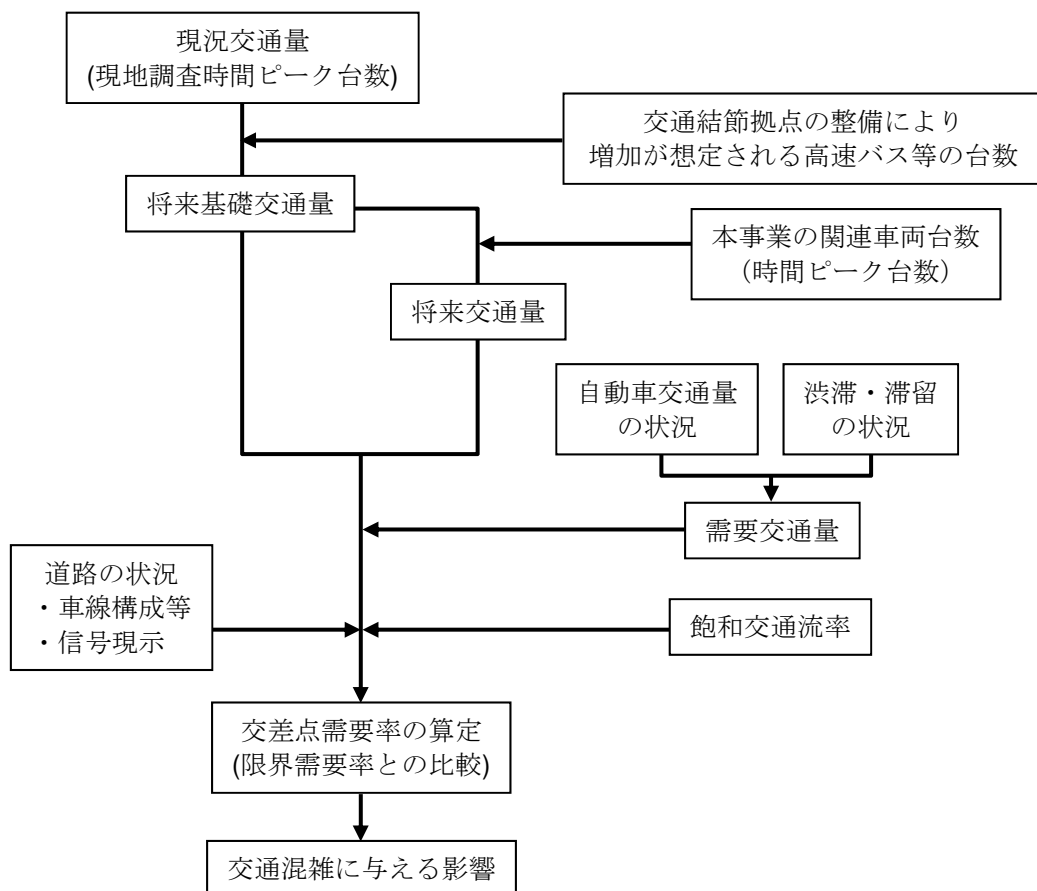 現況交通量
(現地調査時間ピーク台数)
交通結節拠点の整備により
増加が想定される高速バス等の台数
将来基礎交通量
本事業の関連車両台数
（時間ピーク台数）
将来交通量
自動車交通量
の状況
渋滞・滞留
の状況
需要交通量
道路の状況
・車線構成等
・信号現示
飽和交通流率
交差点需要率の算定
(限界需要率との比較)
交通混雑に与える影響